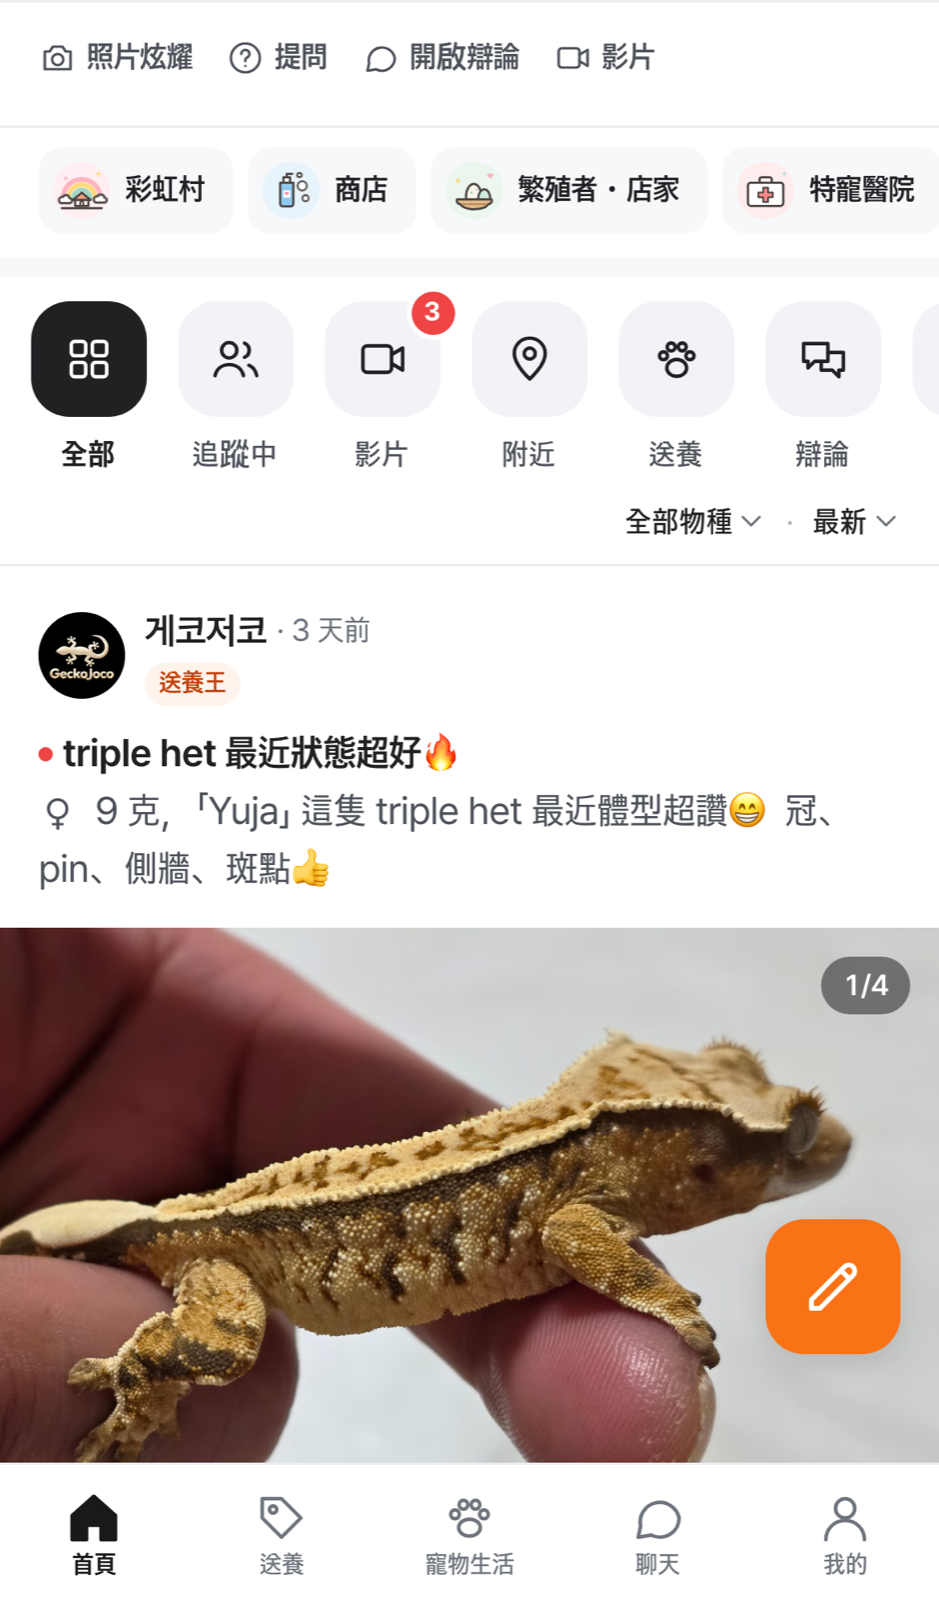 照片炫耀 提問 開啟辯論 影片
彩虹村 商店 繁殖者・店家 特寵醫院
3
全部 追蹤中 影片 附近 送養 辯論
全部物種 · 最新
게코저코 · 3 天前
GeckoJoco
送養王
triple het 最近狀態超好🔥
♀ 9 克, 「Yuja」這隻 triple het 最近體型超讚😁 冠、
pin、側牆、斑點👍
1/4
首頁 送養 寵物生活 聊天 我的